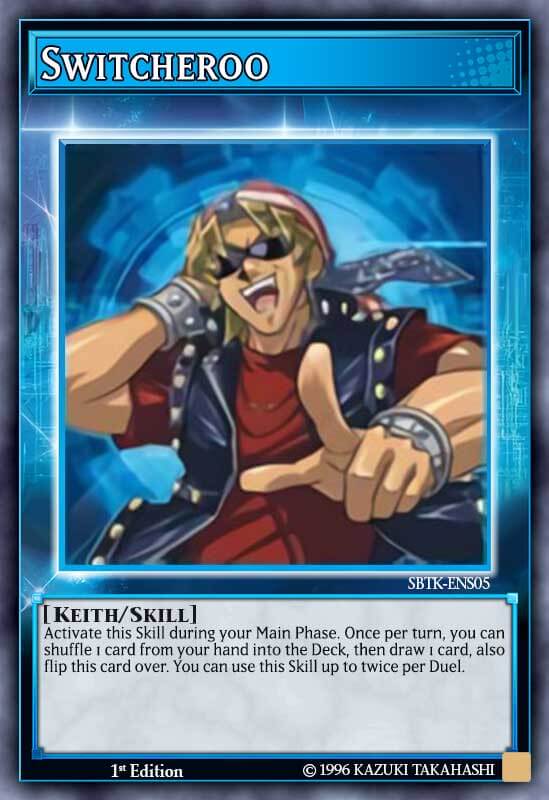 Switcheroo
SBTK-ENS05
[Keith/Skill]
Activate this Skill during your Main Phase. Once per turn, you can
shuffle 1 card from your hand into the Deck, then draw 1 card, also
flip this card over. You can use this Skill up to twice per Duel.
1st Edition
© 1996 KAZUKI TAKAHASHI